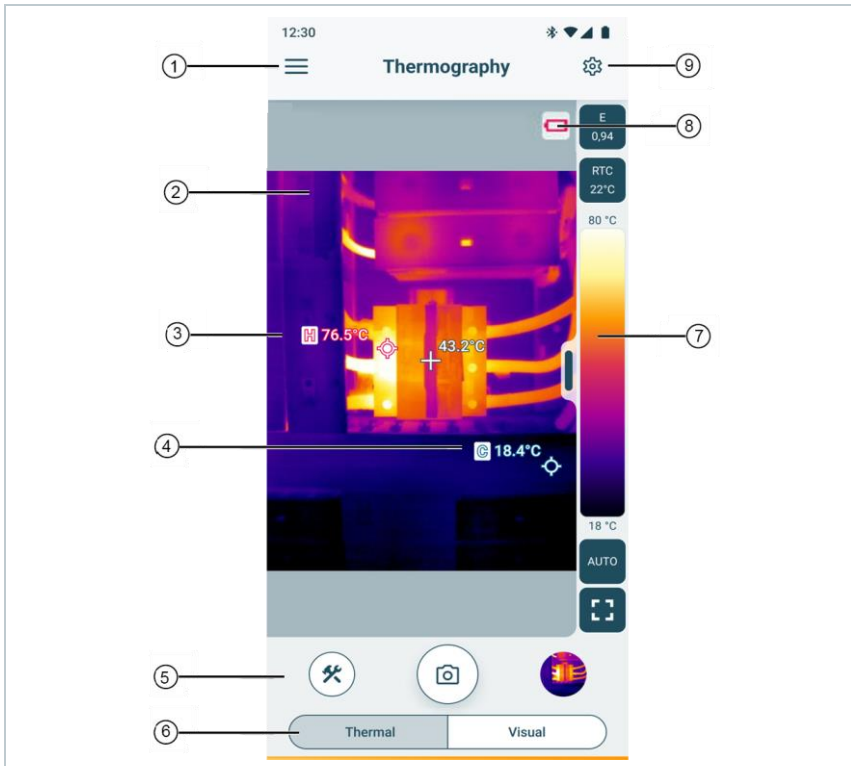 12:30
① Thermography ⑨
E
⑧
0,94
RTC
②
22°C
80 °C
③ H 76.5°C
43.2°C
⑦
④ C 18.4°C
18 °C
AUTO
⑤
⑥ Thermal Visual